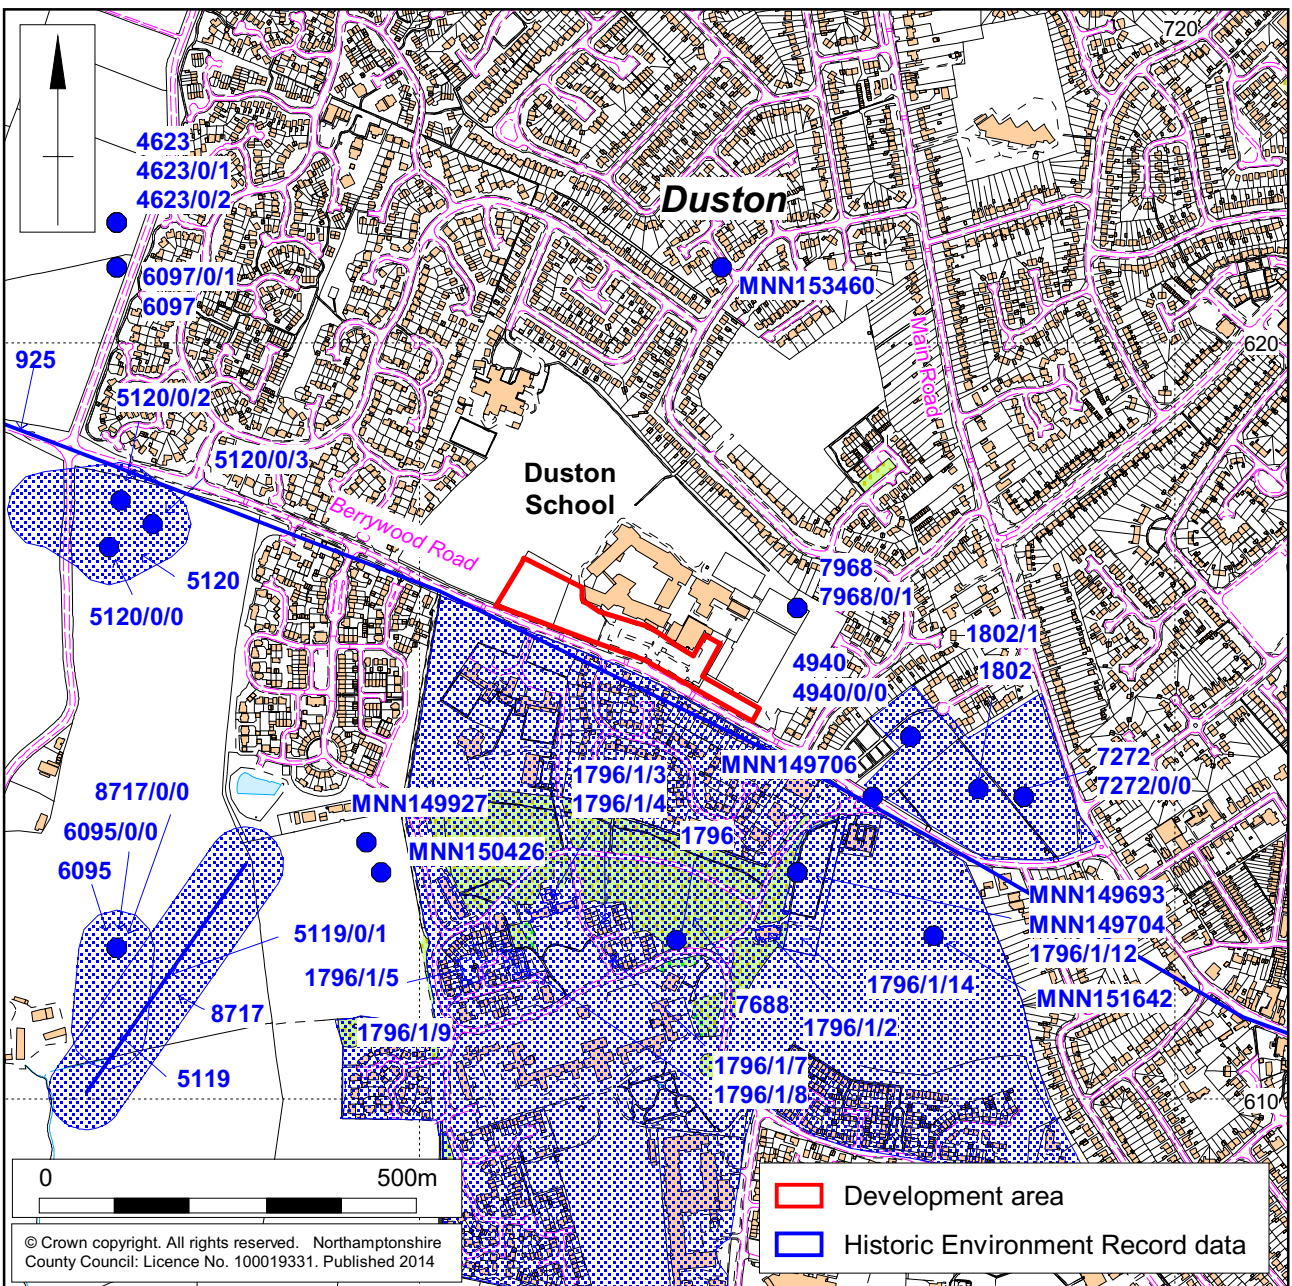 720
4623
4623/0/1
4623/0/2
Duston
6097/0/1
6097
MNN153460
925
Main Road
620
5120/0/2
5120/0/3
Duston
School
Berrywood Road
5120
5120/0/0
7968
7968/0/1
1802/1
1802
4940
4940/0/0
7272
7272/0/0
MNN149706
1796/1/3
1796/1/4
8717/0/0
6095/0/0
6095
MNN149927
MNN150426
1796
MNN149693
MNN149704
1796/1/12
5119/0/1
1796/1/5
1796/1/14
MNN151642
8717
7688
1796/1/2
1796/1/9
5119
1796/1/7
1796/1/8
610
0 500m
Development area
Historic Environment Record data
© Crown copyright. All rights reserved. Northamptonshire
County Council: Licence No. 100019331. Published 2014